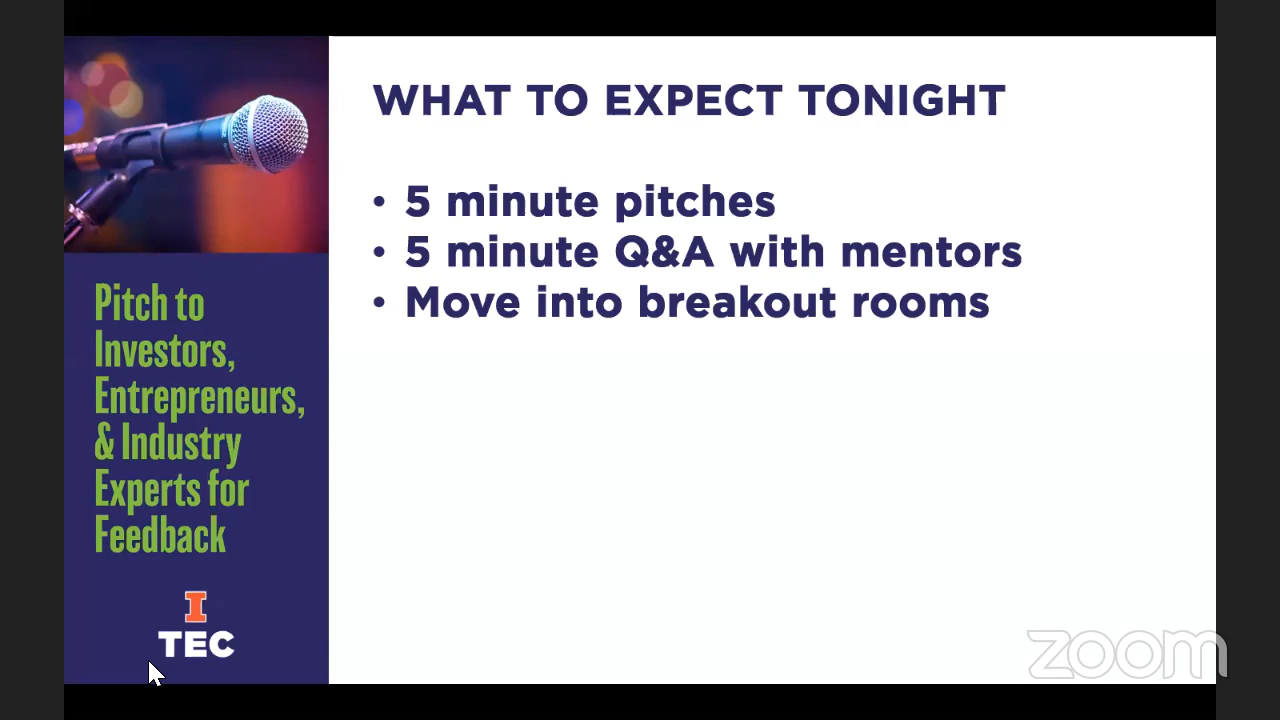 WHAT TO EXPECT TONIGHT
• 5 minute pitches
• 5 minute Q&A with mentors
• Move into breakout rooms
Pitch to
Investors,
Entrepreneurs,
& Industry
Experts for
Feedback
I
TEC
zoom